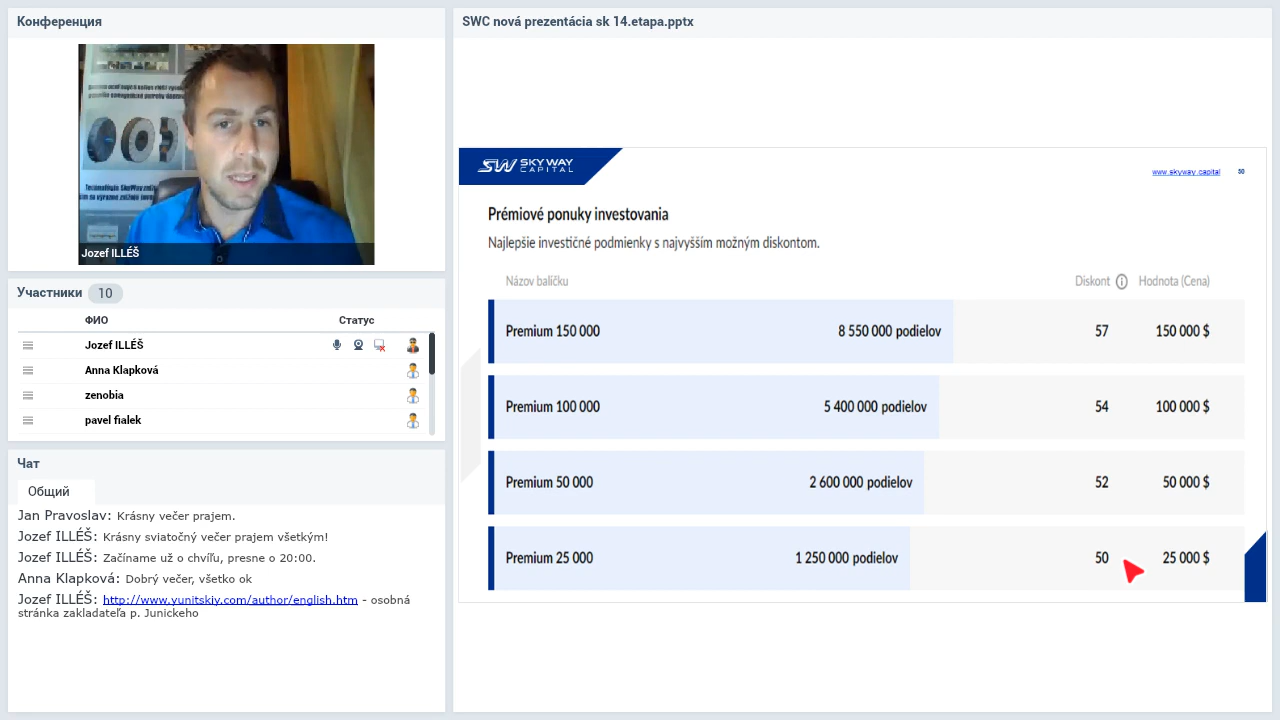 Конференция
Jozef ILLÉŠ
Участники 10
ФИО Статус
Jozef ILLÉŠ
Anna Klapková
zenobia
pavel fialek
Чат
Общий
Jan Pravoslav: Krásny večer prajem.
Jozef ILLÉŠ: Krásny sviatočný večer prajem všetkým!
Jozef ILLÉŠ: Začíname už o chvíľu, presne o 20:00.
Anna Klapková: Dobrý večer, všetko ok
Jozef ILLÉŠ: http://www.yunitskiy.com/author/english.htm - osobná
stránka zakladateľa p. Junickeho
SWC nová prezentácia sk 14.etapa.pptx
SW SKY WAY
CAPITAL
www.skyway.capital 50
Prémiové ponuky investovania
Najlepšie investičné podmienky s najvyšším možným diskontom.
Názov balíčku Diskont i Hodnota (Cena)
Premium 150 000 8 550 000 podielov 57 150 000 $
Premium 100 000 5 400 000 podielov 54 100 000 $
Premium 50 000 2 600 000 podielov 52 50 000 $
Premium 25 000 1 250 000 podielov 50 25 000 $